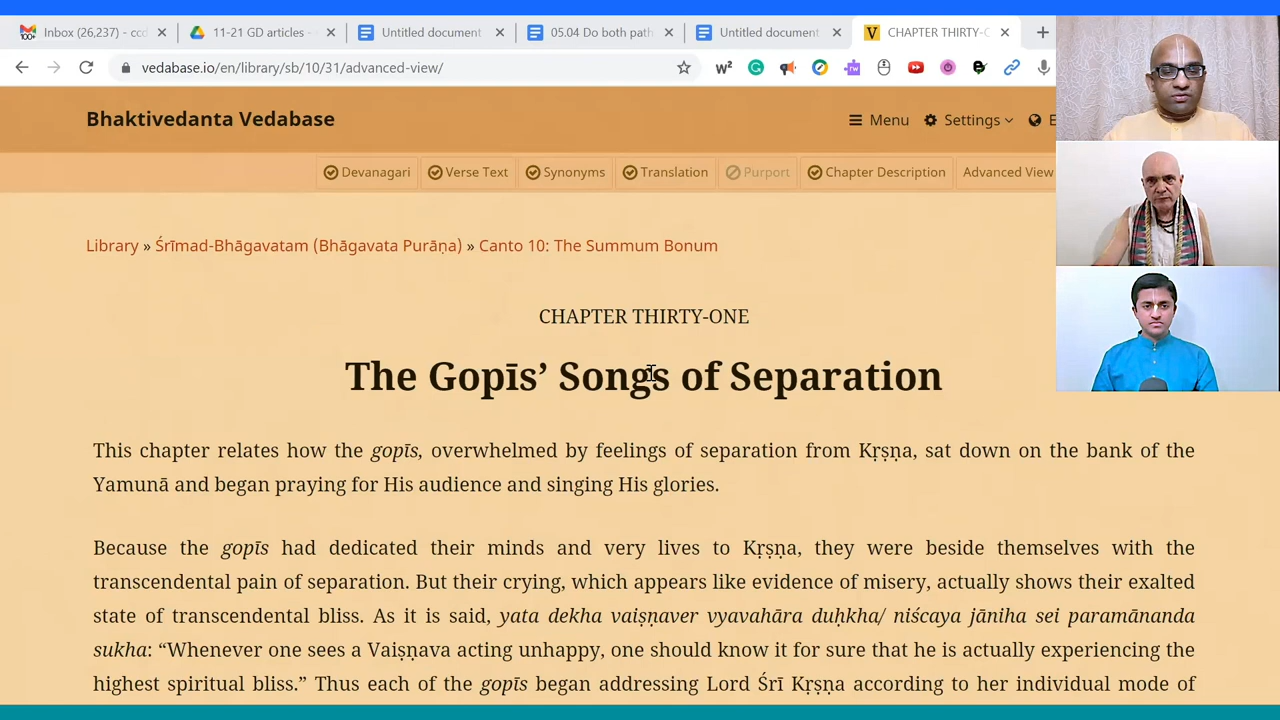 Inbox (26,237) - ccd
11-21 GD articles -
Untitled document
05.04 Do both path
Untitled document
CHAPTER THIRTY-O
vedabase.io/en/library/sb/10/31/advanced-view/
Bhaktivedanta Vedabase
Menu
Settings
E
Devanagari
Verse Text
Synonyms
Translation
Purport
Chapter Description
Advanced View
Library » Śrīmad-Bhāgavatam (Bhāgavata Purāṇa) » Canto 10: The Summum Bonum
CHAPTER THIRTY-ONE
The Gopīs’ Songs of Separation
This chapter relates how the gopīs, overwhelmed by feelings of separation from Kṛṣṇa, sat down on the bank of the
Yamunā and began praying for His audience and singing His glories.
Because the gopīs had dedicated their minds and very lives to Kṛṣṇa, they were beside themselves with the
transcendental pain of separation. But their crying, which appears like evidence of misery, actually shows their exalted
state of transcendental bliss. As it is said, yata dekha vaiṣṇaver vyavahāra duḥkha/ niścaya jāniha sei paramānanda
sukha: “Whenever one sees a Vaiṣṇava acting unhappy, one should know it for sure that he is actually experiencing the
highest spiritual bliss.” Thus each of the gopīs began addressing Lord Śrī Kṛṣṇa according to her individual mode of